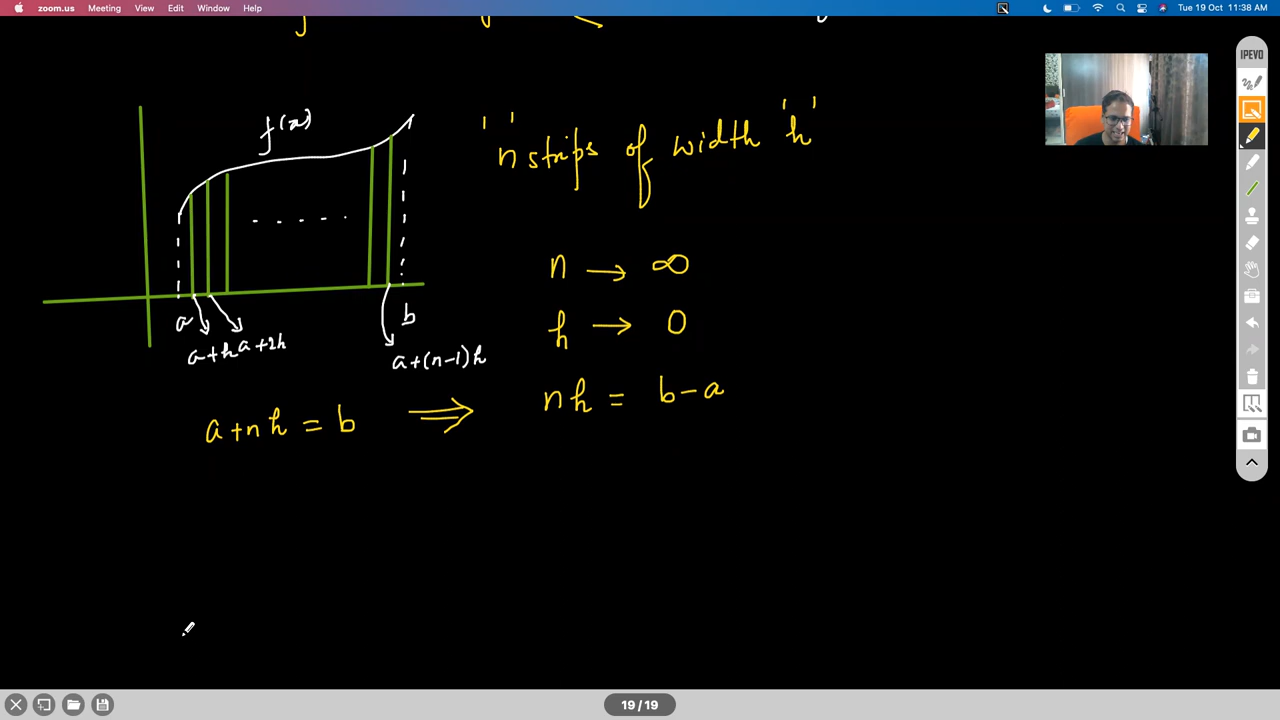 zoom.us Meeting View Edit Window Help Tue 19 Oct 11:38 AM
IPEVO
f(x)
'n' strips of width 'h'
n → ∞
h → 0
a b
a+h a+2h
a+(n-1)h
a+nh = b ⟹ nh = b-a
19 / 19